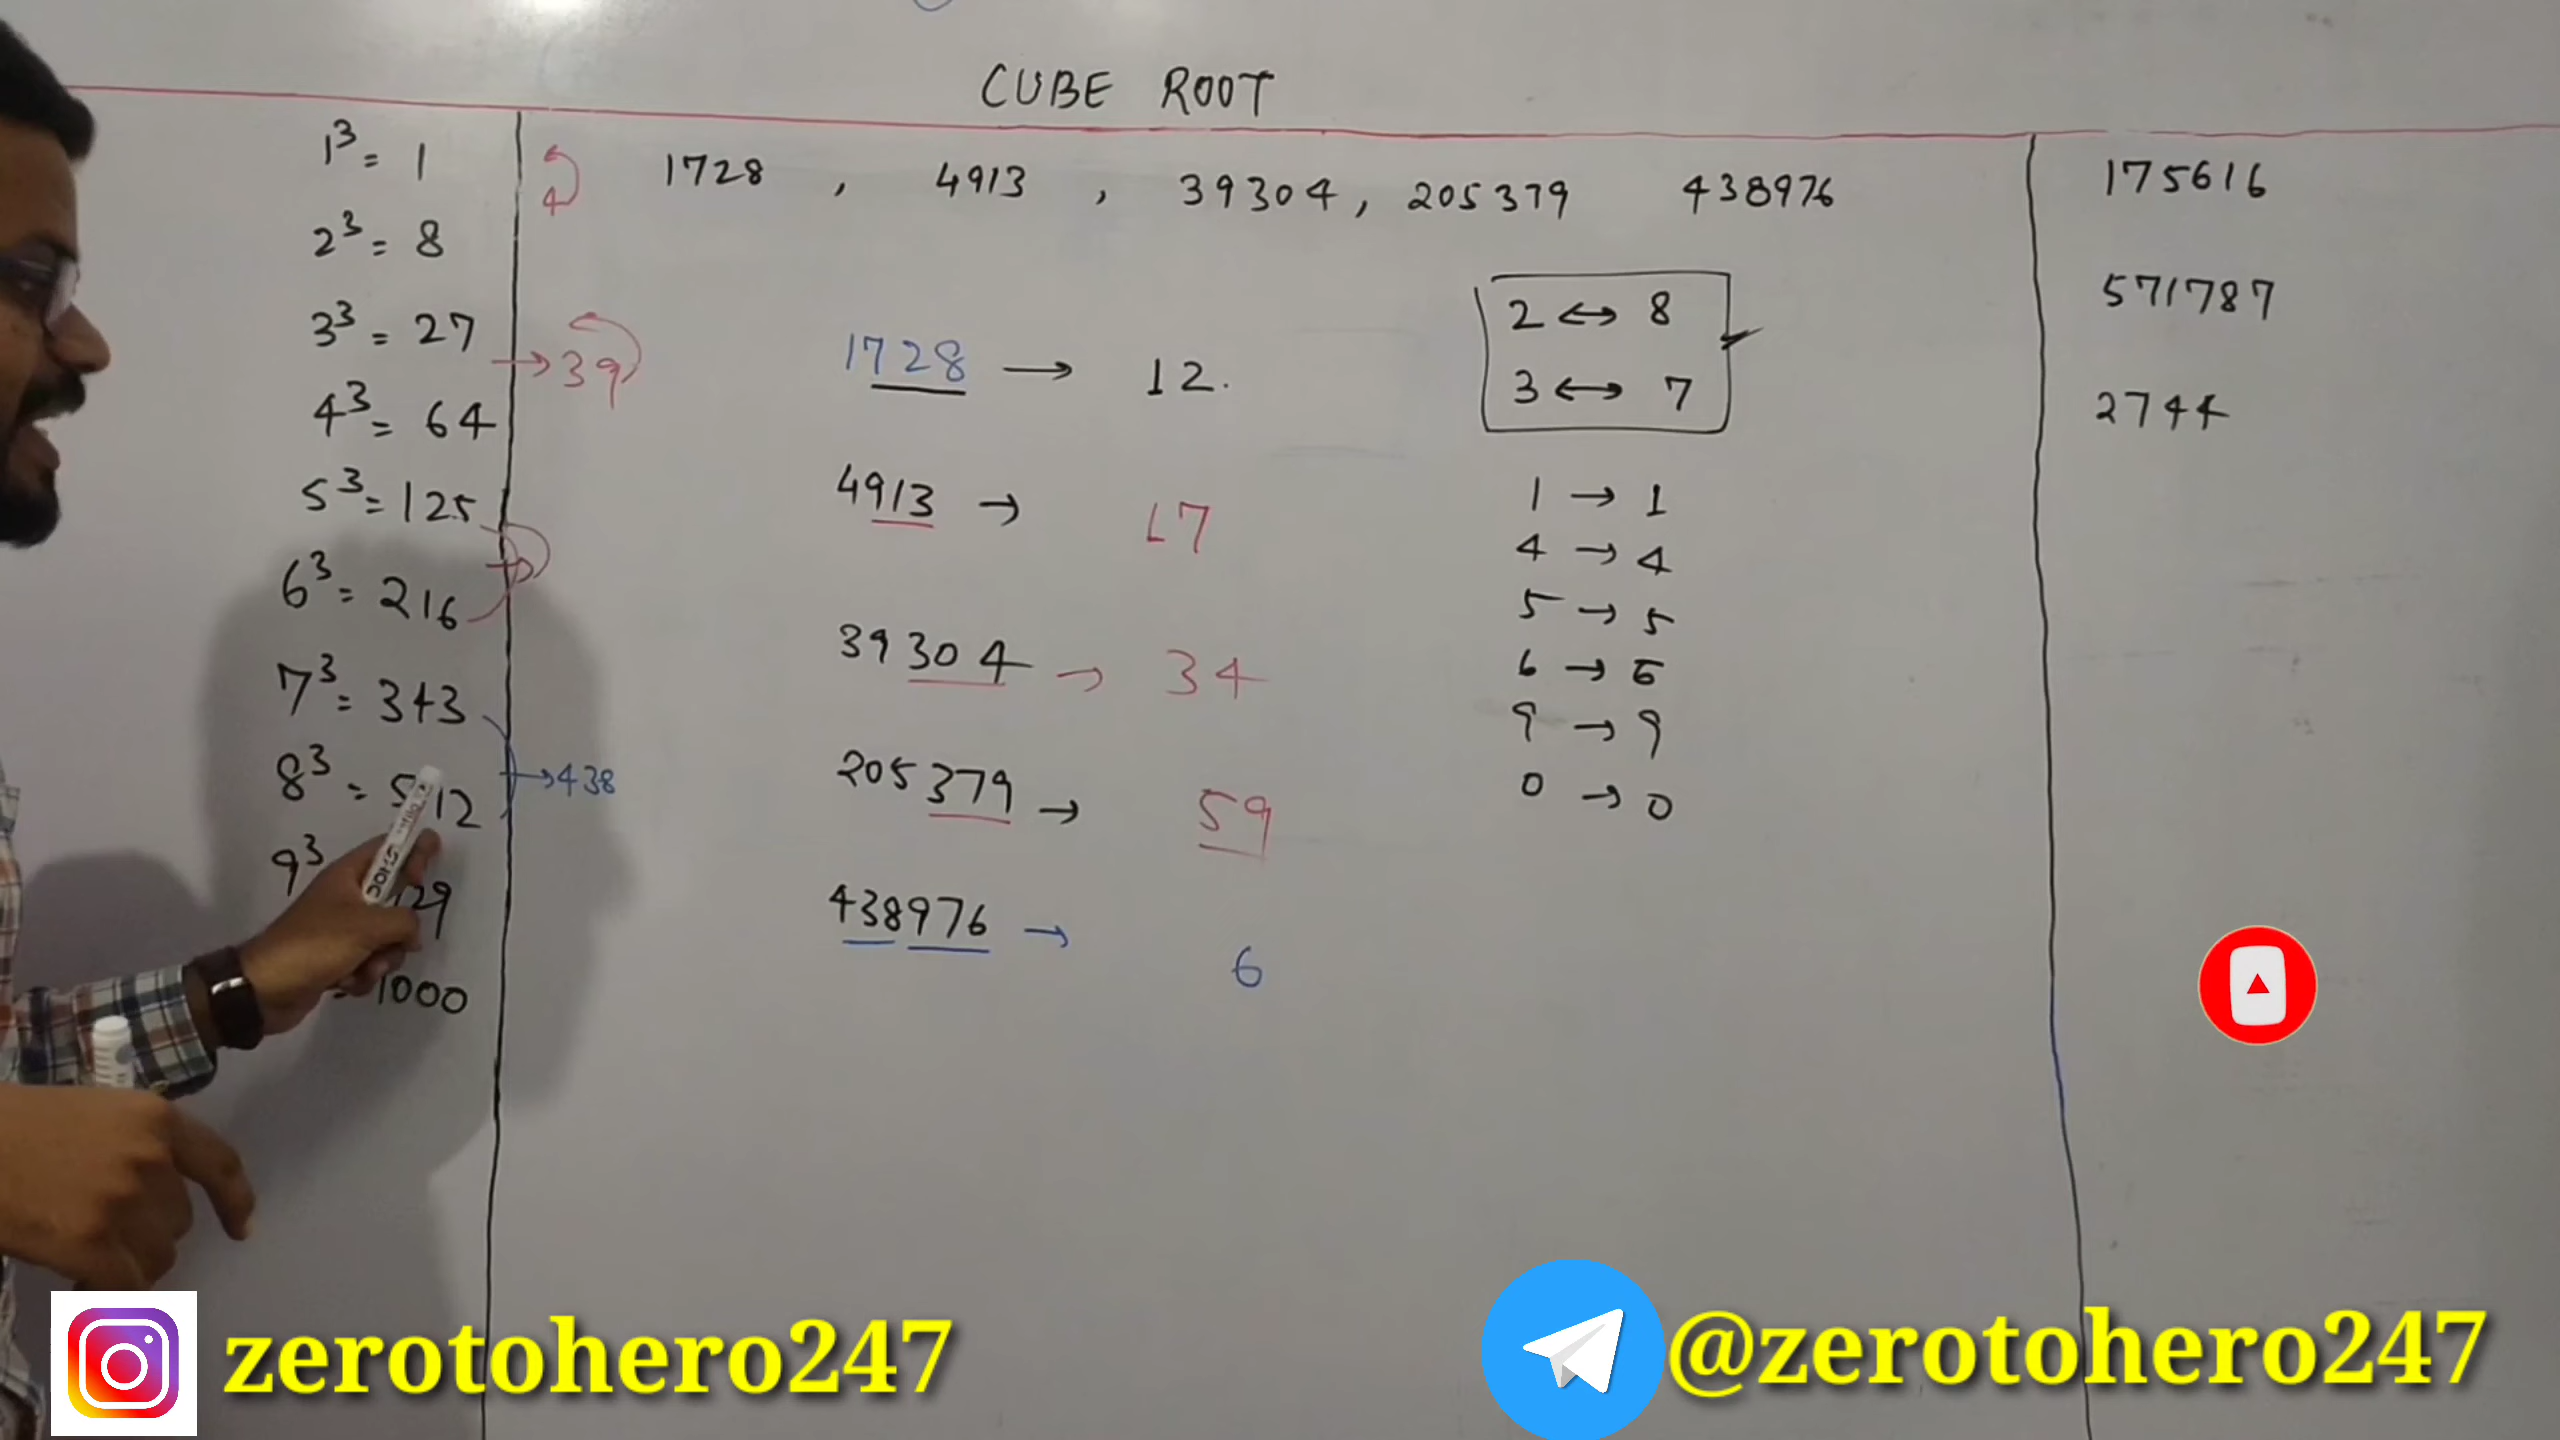 CUBE ROOT
1³ = 1
2³ = 8
3³ = 27
4³ = 64
5³ = 125
6³ = 216
7³ = 343
8³ = 512
9³ 729
= 1000
4
→ 39
→ 438
1728 , 4913 , 39304, 205379 438976
1728 → 12.
4913 → 17
39304 → 34
205379 → 59
438976 → 6
2 ↔ 8
3 ↔ 7
1 → 1
4 → 4
5 → 5
6 → 6
9 → 9
0 → 0
175616
571787
2744
zerotohero247
@zerotohero247